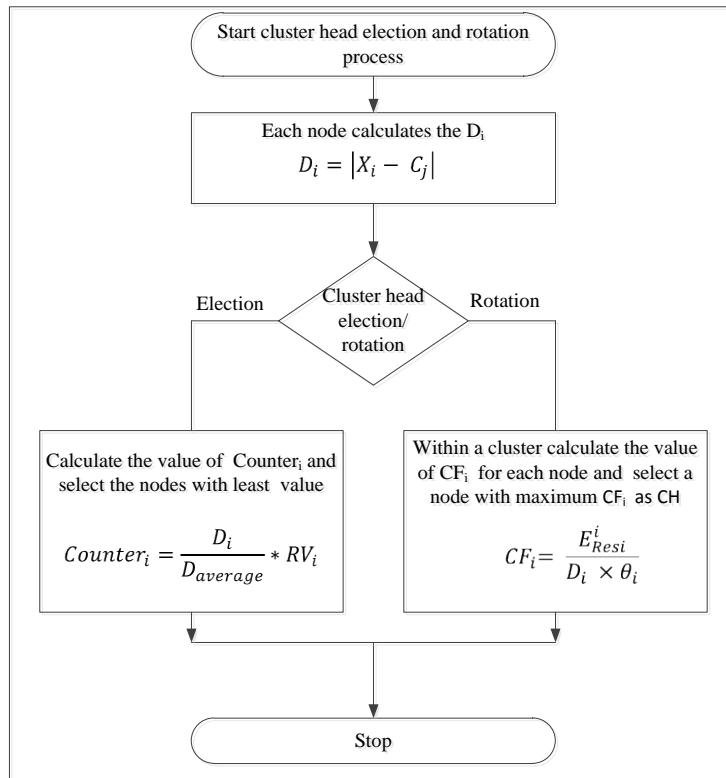 Start cluster head election and rotation
process
Each node calculates the Dᵢ
Dᵢ = |Xᵢ − Cⱼ|
Election
Cluster head
election/
rotation
Rotation
Calculate the value of Counterᵢ and
select the nodes with least value
Counterᵢ = Dᵢ / D_average * RVᵢ
Within a cluster calculate the value
of CFᵢ for each node and select a
node with maximum CFᵢ as CH
CFᵢ = E^i_Resi / Dᵢ × θᵢ
Stop